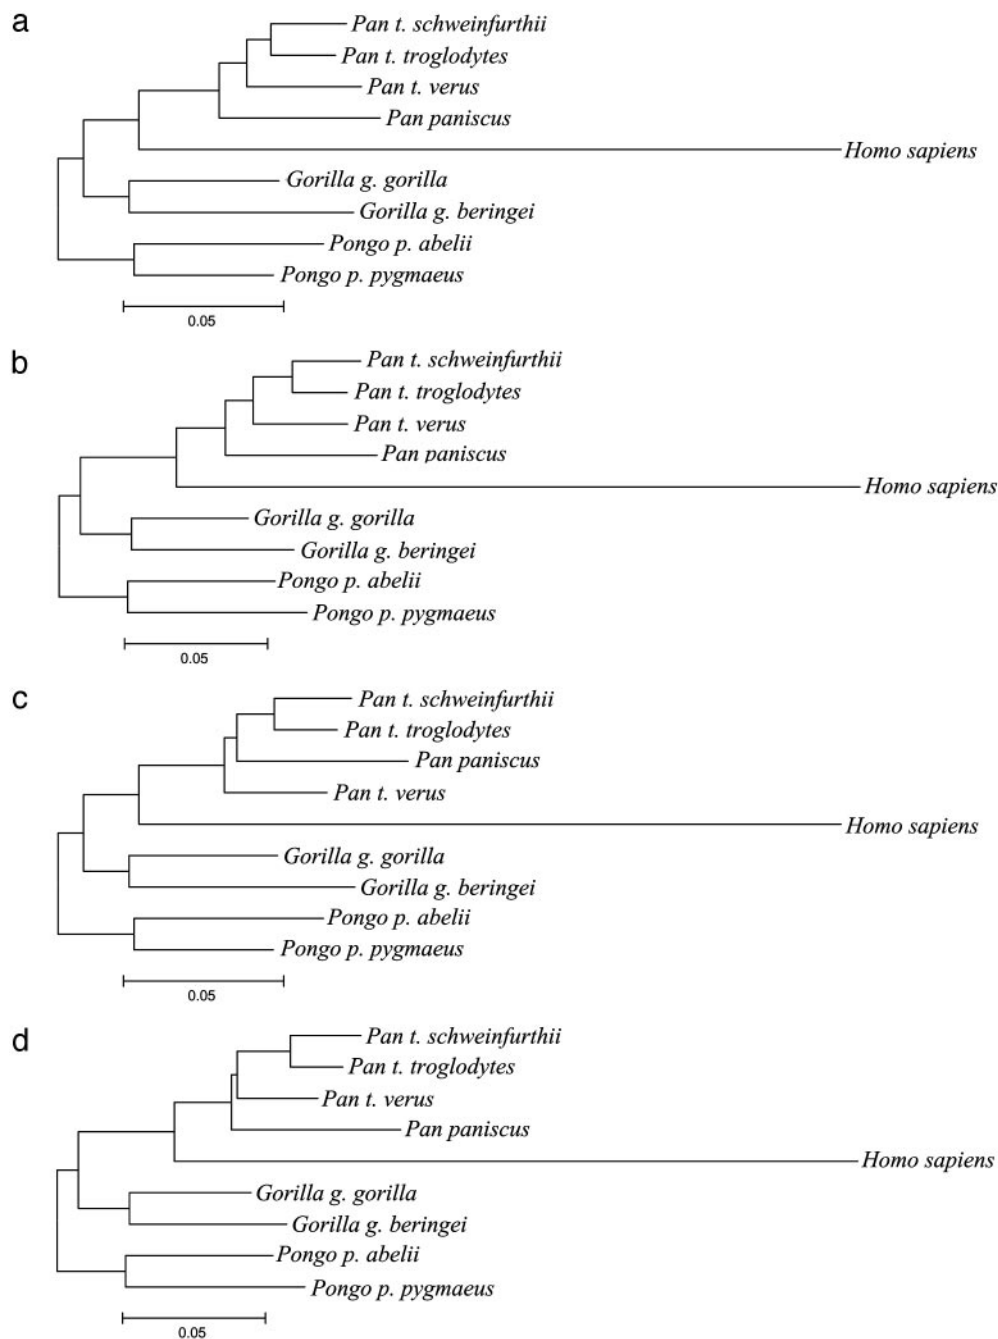 a
Pan t. schweinfurthii
Pan t. troglodytes
Pan t. verus
Pan paniscus
Homo sapiens
Gorilla g. gorilla
Gorilla g. beringei
Pongo p. abelii
Pongo p. pygmaeus
0.05
b
Pan t. schweinfurthii
Pan t. troglodytes
Pan t. verus
Pan paniscus
Homo sapiens
Gorilla g. gorilla
Gorilla g. beringei
Pongo p. abelii
Pongo p. pygmaeus
0.05
c
Pan t. schweinfurthii
Pan t. troglodytes
Pan paniscus
Pan t. verus
Homo sapiens
Gorilla g. gorilla
Gorilla g. beringei
Pongo p. abelii
Pongo p. pygmaeus
0.05
d
Pan t. schweinfurthii
Pan t. troglodytes
Pan t. verus
Pan paniscus
Homo sapiens
Gorilla g. gorilla
Gorilla g. beringei
Pongo p. abelii
Pongo p. pygmaeus
0.05